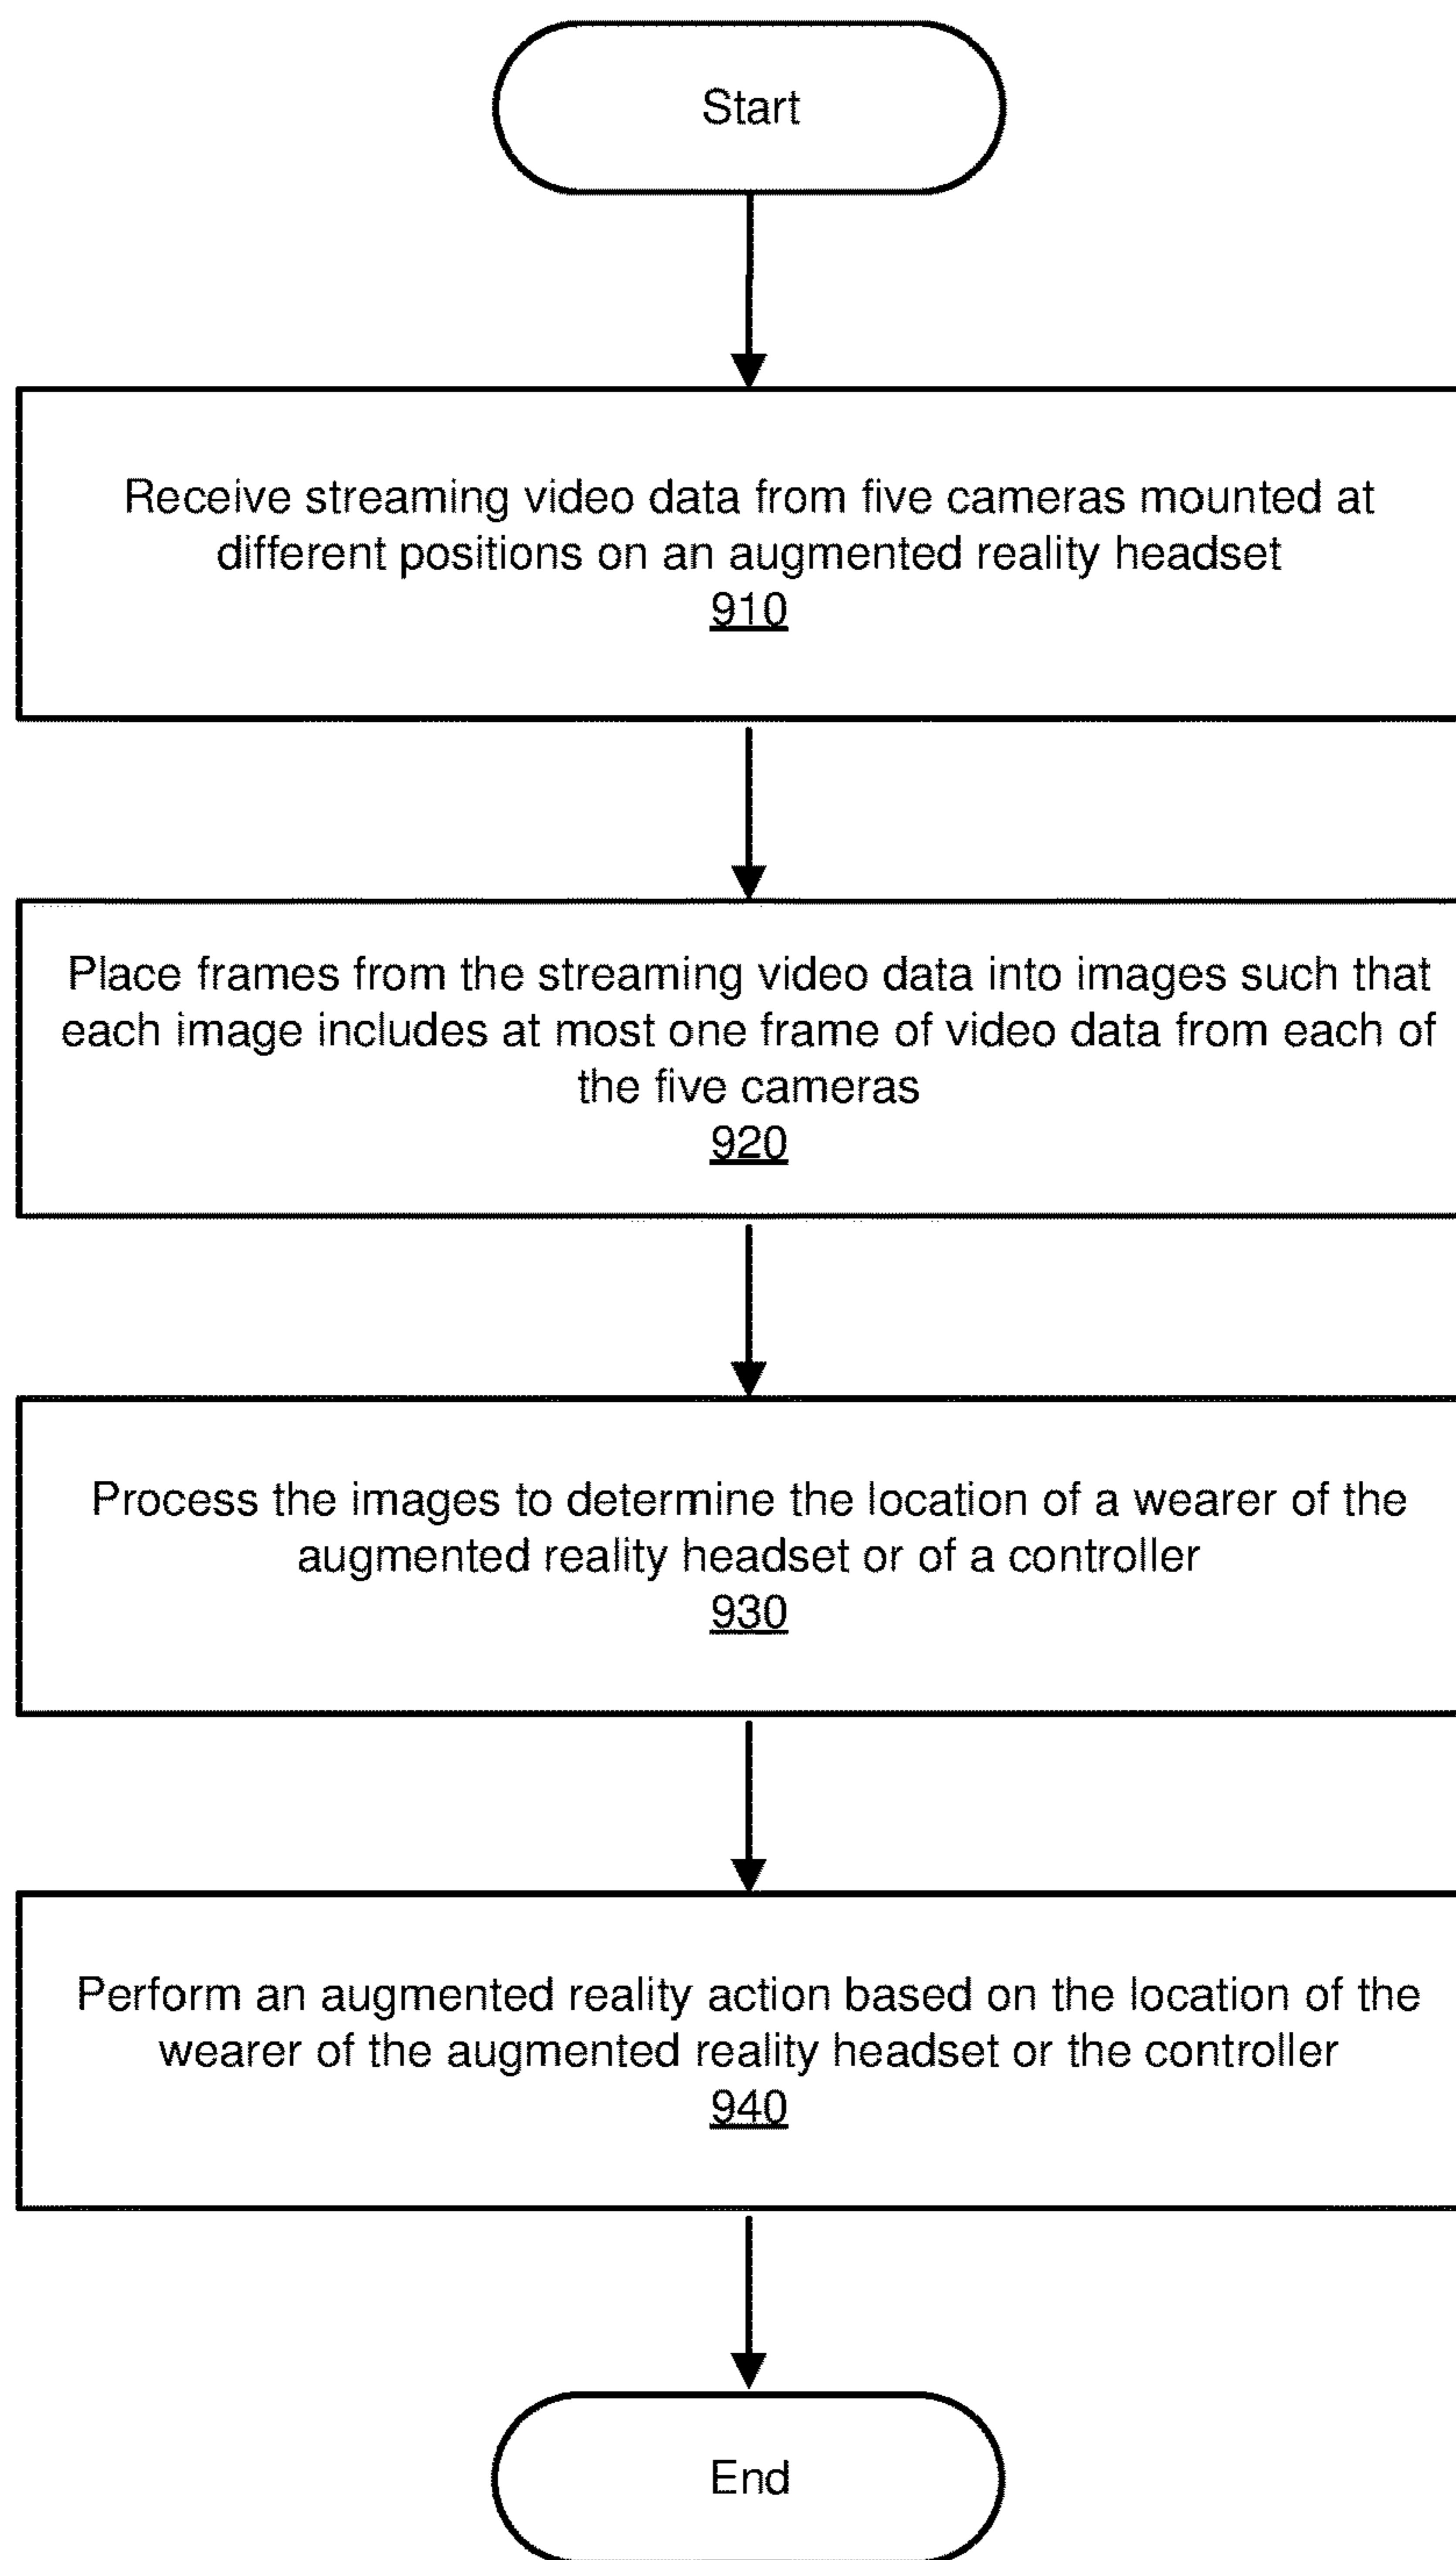 Start
Receive streaming video data from five cameras mounted at
different positions on an augmented reality headset
910
Place frames from the streaming video data into images such that
each image includes at most one frame of video data from each of
the five cameras
920
Process the images to determine the location of a wearer of the
augmented reality headset or of a controller
930
Perform an augmented reality action based on the location of the
wearer of the augmented reality headset or the controller
940
End